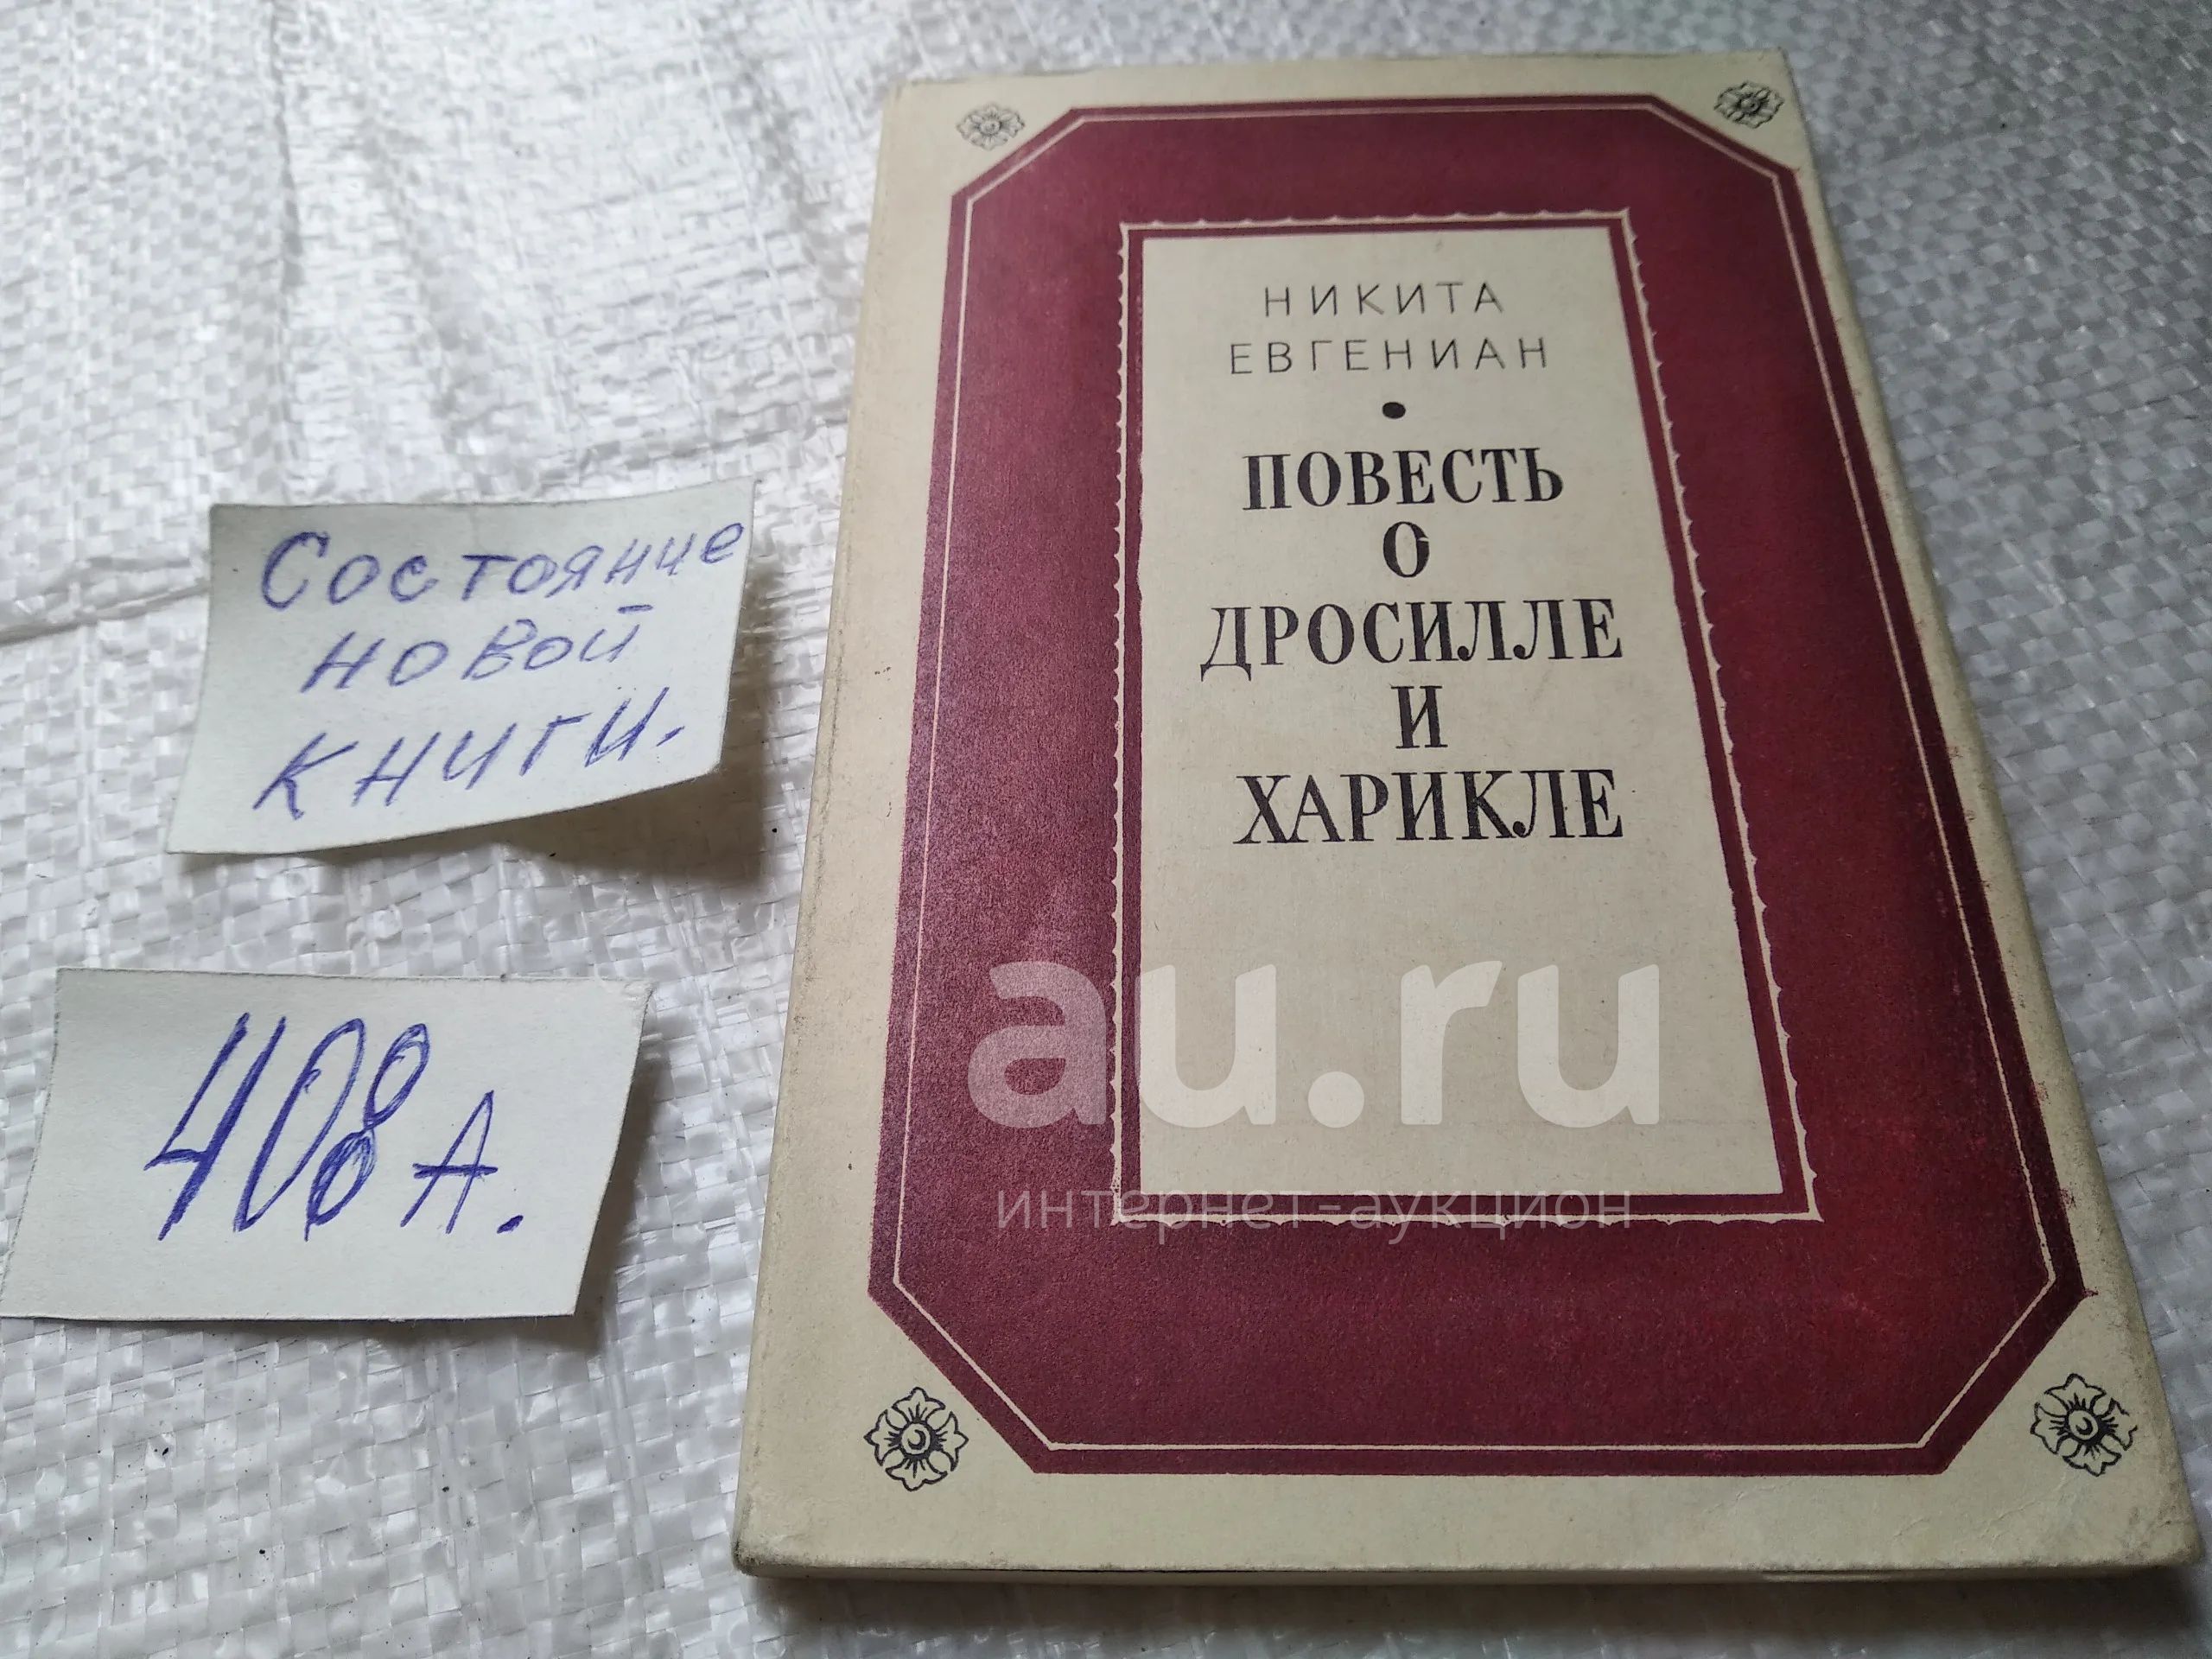 НИКИТА
ЕВГЕНИАН
•
ПОВЕСТЬ
О
ДРОСИЛЛЕ
И
ХАРИКЛЕ
Состояние
новой
книги.
408 А.
au.ru
интернет-аукцион